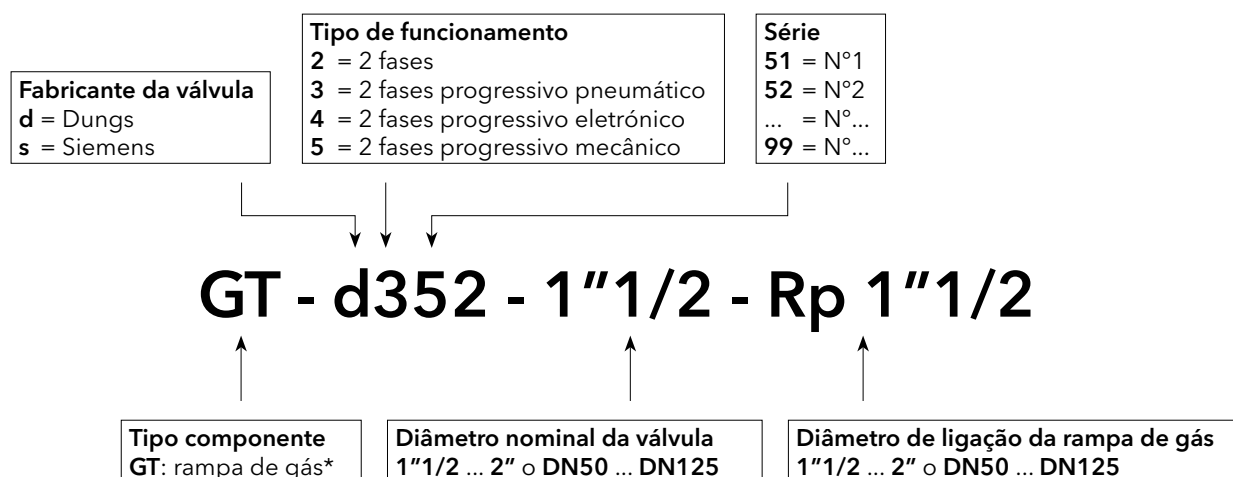 Fabricante da válvula
d = Dungs
s = Siemens
Tipo de funcionamento
2 = 2 fases
3 = 2 fases progressivo pneumático
4 = 2 fases progressivo eletrónico
5 = 2 fases progressivo mecânico
Série
51 = N°1
52 = N°2
... = N°...
99 = N°...
GT - d352 - 1"1/2 - Rp 1"1/2
Tipo componente
GT: rampa de gás*
Diâmetro nominal da válvula
1"1/2 ... 2" o DN50 ... DN125
Diâmetro de ligação da rampa de gás
1"1/2 ... 2" o DN50 ... DN125